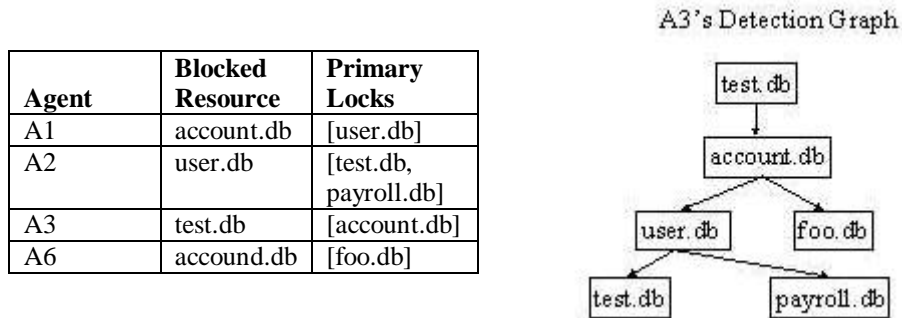 A3's Detection Graph
Agent Blocked Resource Primary Locks
A1 account.db [user.db]
A2 user.db [test.db,
payroll.db]
A3 test.db [account.db]
A6 accound.db [foo.db]
test.db
account.db
user.db foo.db
test.db payroll.db